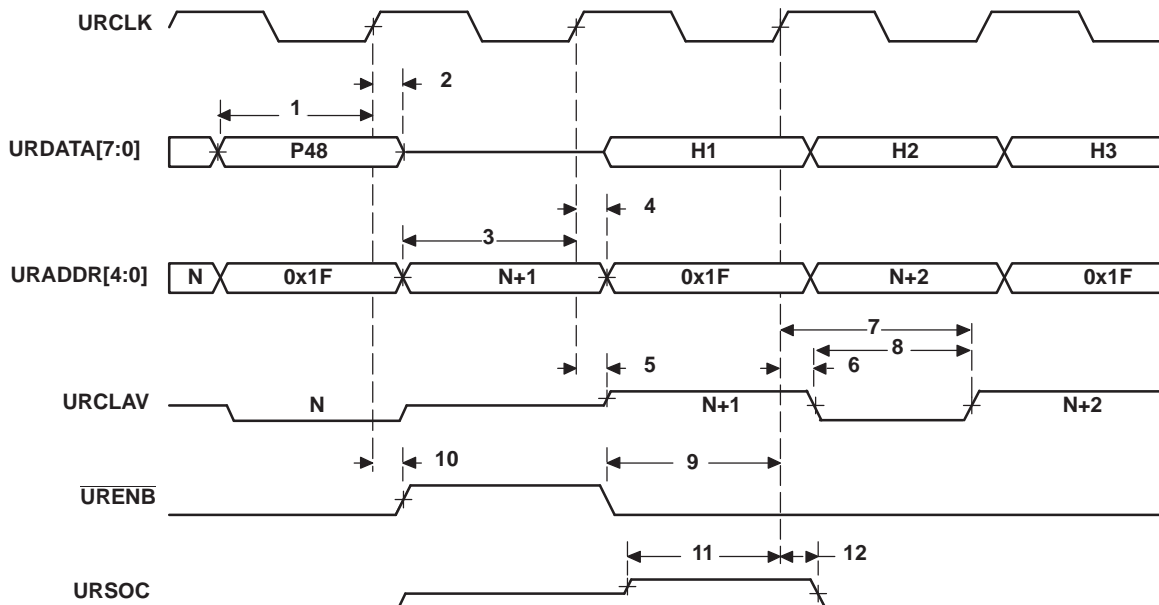 URCLK
2
1
URDATA[7:0] P48 H1 H2 H3
4
3
URADDR[4:0] N 0x1F N+1 0x1F N+2 0x1F
7
8
5 6
URCLAV N N+1 N+2
10 9
URENB
11 12
URSOC